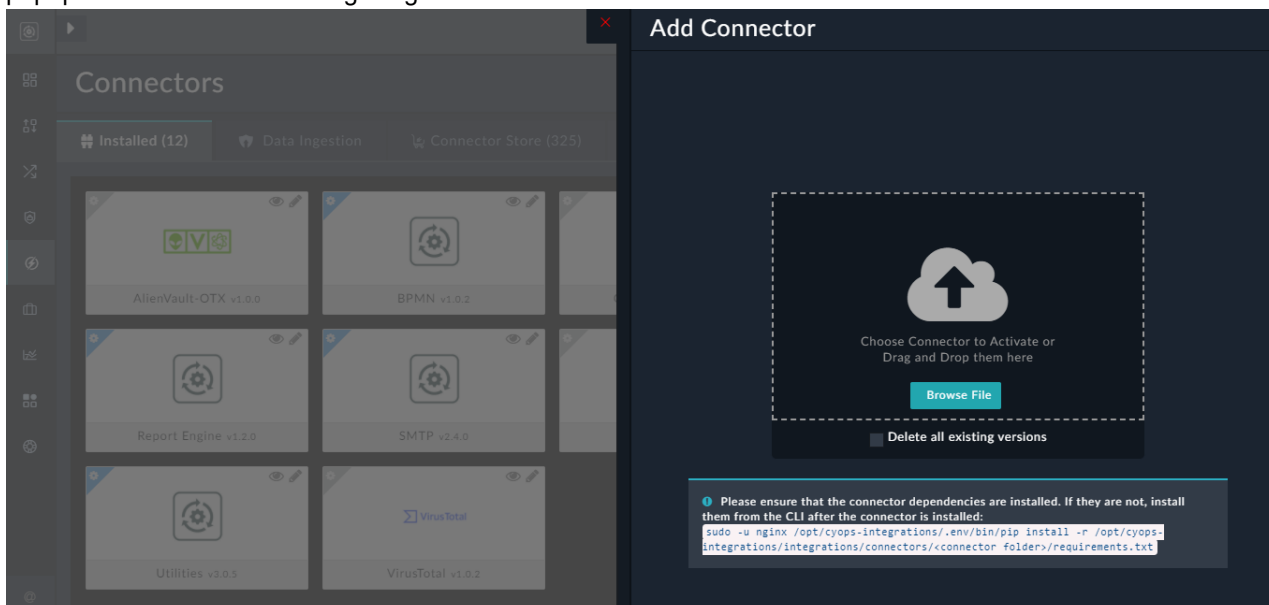 Add Connector
Connectors
Installed (12)
Data Ingestion
Connector Store (325)
AlienVault-OTX v1.0.0
BPMN v1.0.2
Report Engine v1.2.0
SMTP v2.4.0
Utilities v3.0.5
VirusTotal
VirusTotal v1.0.2
Choose Connector to Activate or
Drag and Drop them here
Browse File
Delete all existing versions
Please ensure that the connector dependencies are installed. If they are not, install
them from the CLI after the connector is installed:
sudo -u nginx /opt/cyops-integrations/.env/bin/pip install -r /opt/cyops-
integrations/integrations/connectors/<connector folder>/requirements.txt